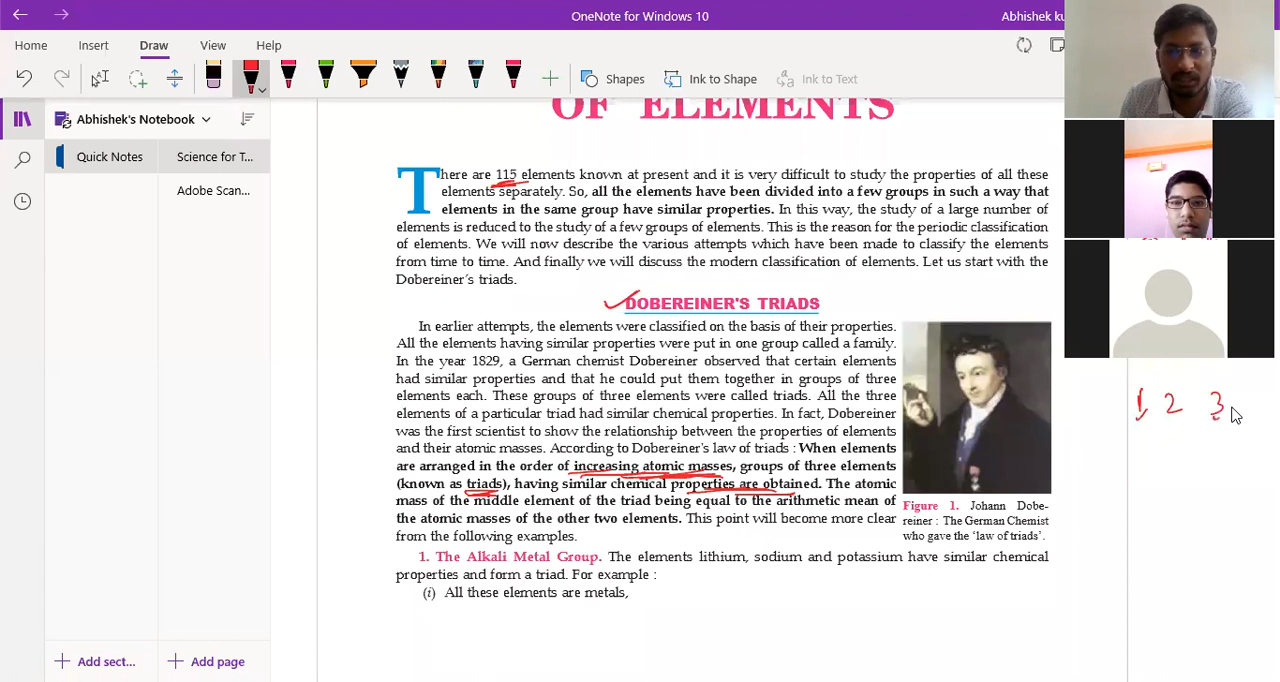 OneNote for Windows 10
Abhishek ku
Home Insert Draw View Help
Shapes Ink to Shape Ink to Text
Abhishek's Notebook
Quick Notes
Science for T...
Adobe Scan...
OF ELEMENTS
There are 115 elements known at present and it is very difficult to study the properties of all these
elements separately. So, all the elements have been divided into a few groups in such a way that
elements in the same group have similar properties. In this way, the study of a large number of
elements is reduced to the study of a few groups of elements. This is the reason for the periodic classification
of elements. We will now describe the various attempts which have been made to classify the elements
from time to time. And finally we will discuss the modern classification of elements. Let us start with the
Dobereiner's triads.
DOBEREINER'S TRIADS
In earlier attempts, the elements were classified on the basis of their properties.
All the elements having similar properties were put in one group called a family.
In the year 1829, a German chemist Dobereiner observed that certain elements
had similar properties and that he could put them together in groups of three
elements each. These groups of three elements were called triads. All the three
elements of a particular triad had similar chemical properties. In fact, Dobereiner
was the first scientist to show the relationship between the properties of elements
and their atomic masses. According to Dobereiner's law of triads : When elements
are arranged in the order of increasing atomic masses, groups of three elements
(known as triads), having similar chemical properties are obtained. The atomic
mass of the middle element of the triad being equal to the arithmetic mean of
the atomic masses of the other two elements. This point will become more clear
from the following examples.
Figure 1. Johann Dobe-
reiner : The German Chemist
who gave the 'law of triads'.
1 2 3
1. The Alkali Metal Group. The elements lithium, sodium and potassium have similar chemical
properties and form a triad. For example :
(i) All these elements are metals,
Add sect...
Add page